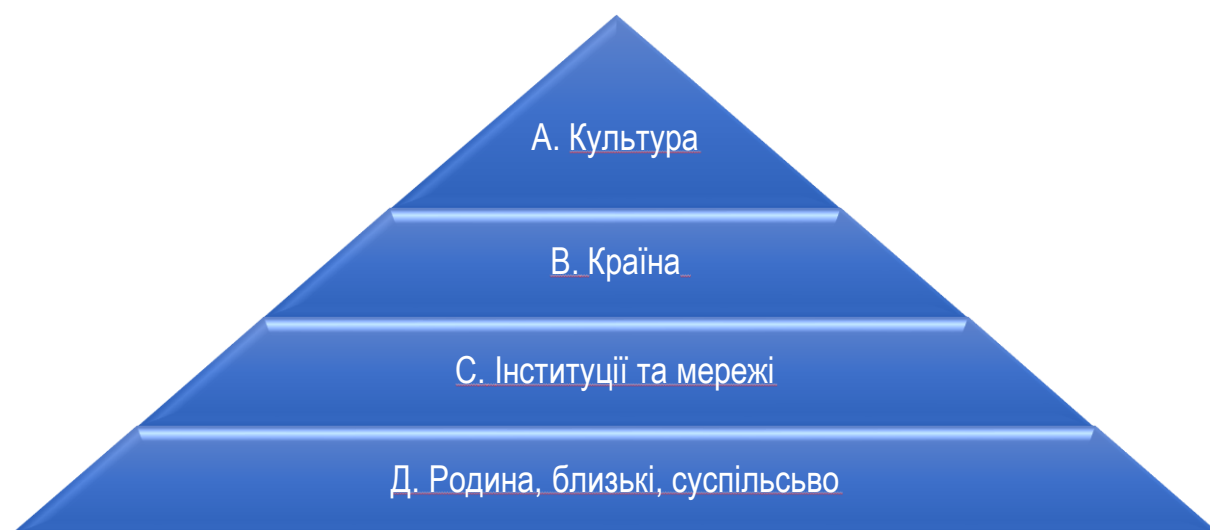 А. Культура
В. Країна
С. Інституції та мережі
Д. Родина, близькі, суспільсьво